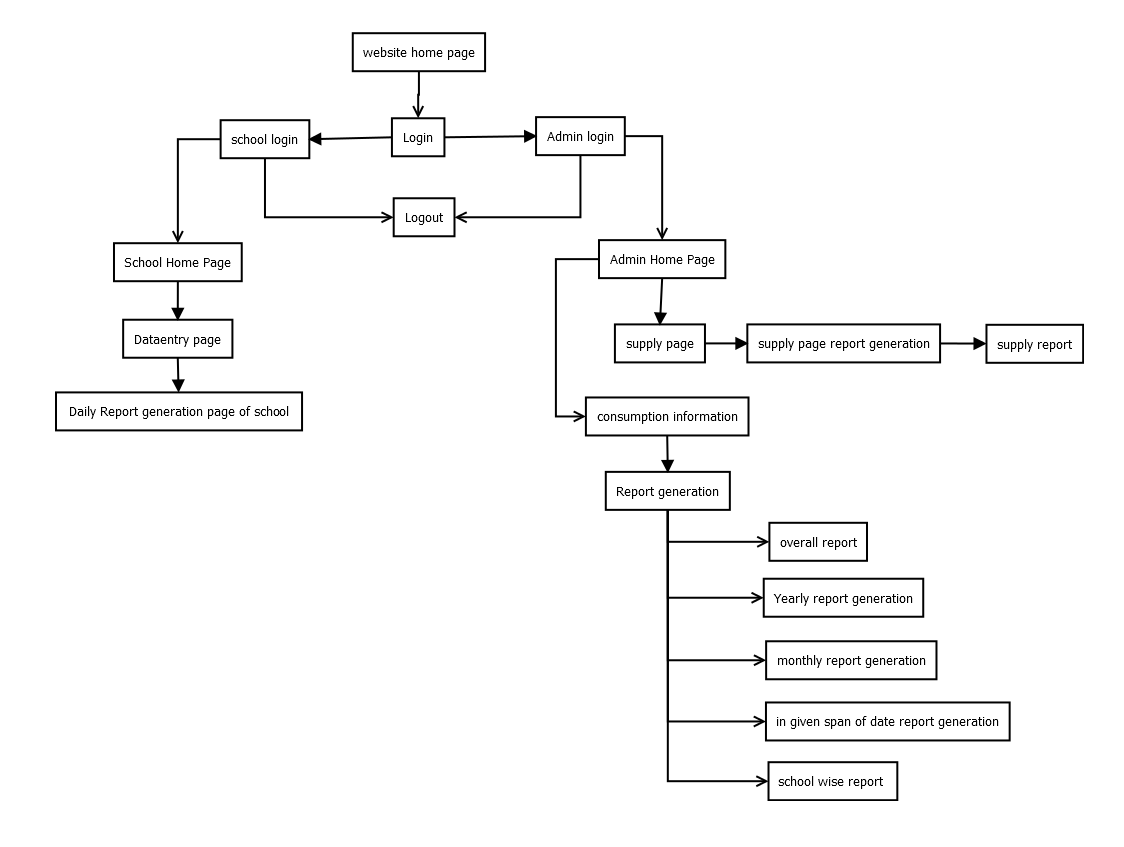 website home page
school login
Login
Admin login
Logout
School Home Page
Admin Home Page
Dataentry page
supply page
supply page report generation
supply report
Daily Report generation page of school
consumption information
Report generation
overall report
Yearly report generation
monthly report generation
in given span of date report generation
school wise report